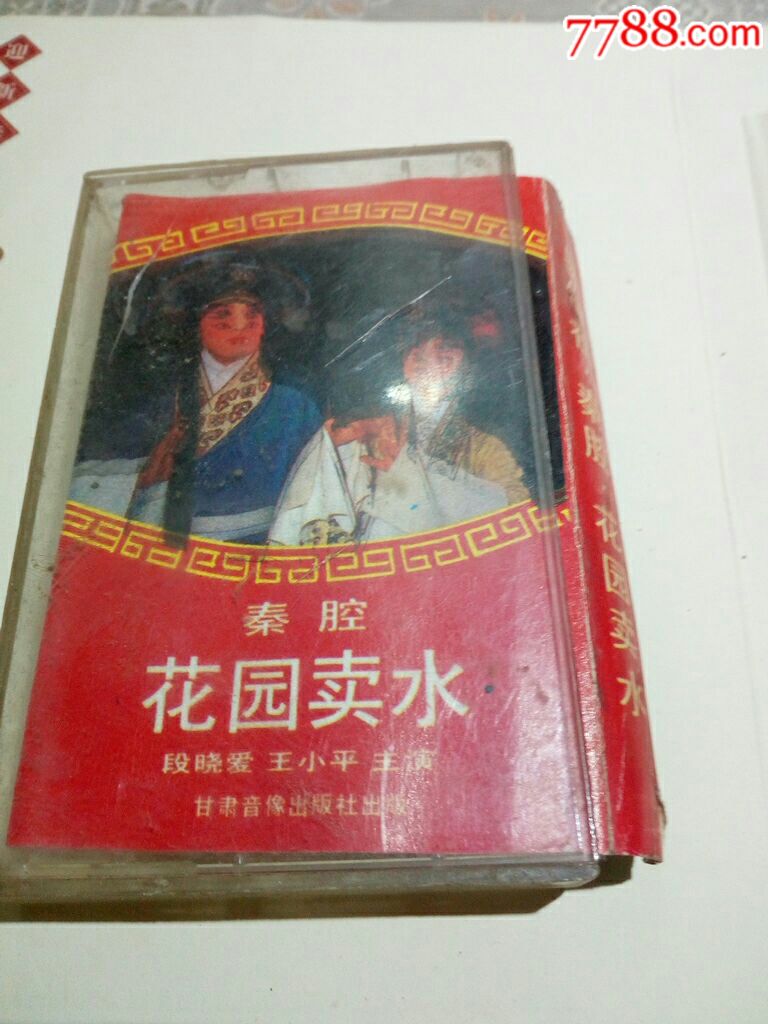 7788.com
迎
秦腔
花园卖水
段晓爱 王小平 主演
甘肃音像出版社出版
秦腔 花园卖水